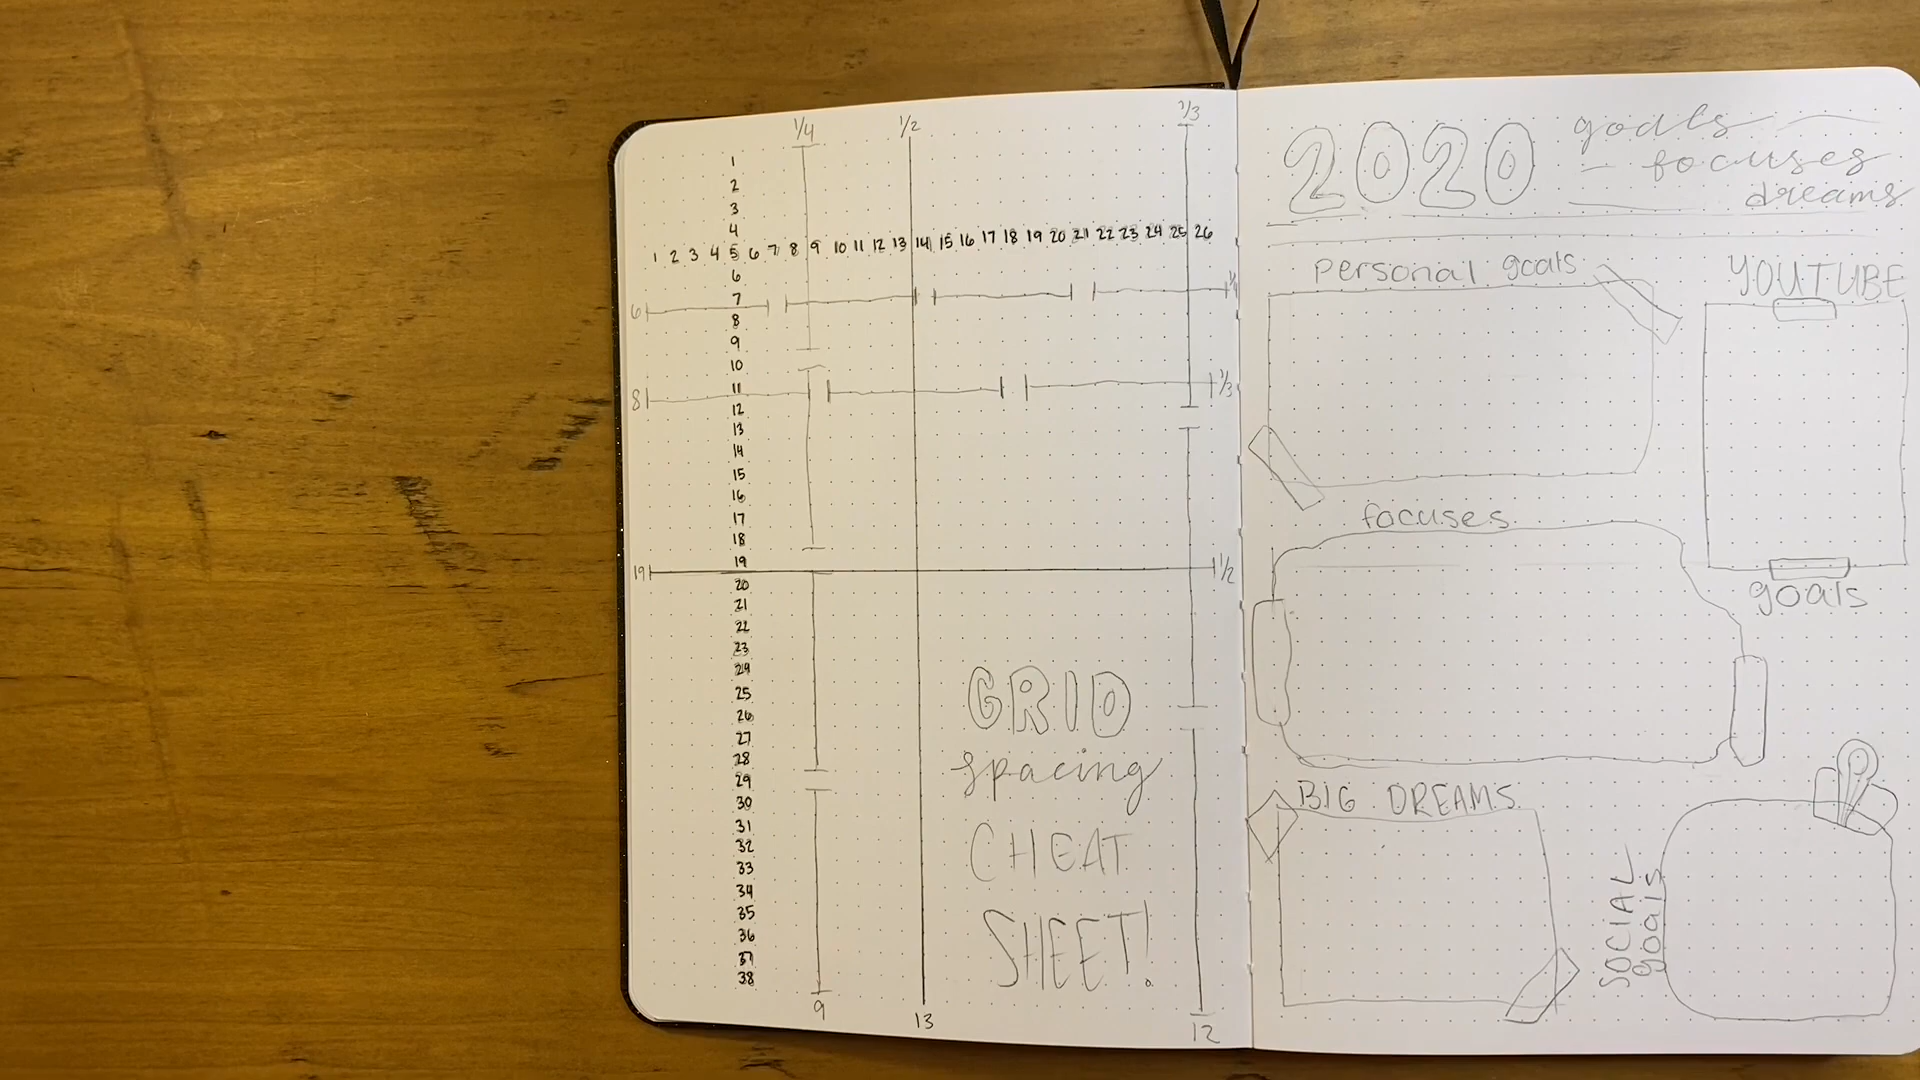 1/4 1/2 1/3
1
2
3
4
1 2 3 4 5 6 7 8 9 10 11 12 13 14 15 16 17 18 19 20 21 22 23 24 25 26
6
1/4
7
6
8
9
10
11
1/3
8
12
13
14
15
16
17
18
19
19
1/2
20
21
22
23
24
25
26
27
28
29
30
31
32
33
34
35
36
37
38
9
13
12
GRID
spacing
CHEAT
SHEET!
2020
goals
focuses
dreams
personal goals
YOUTUBE
goals
focuses
BIG DREAMS
SOCIAL
goals